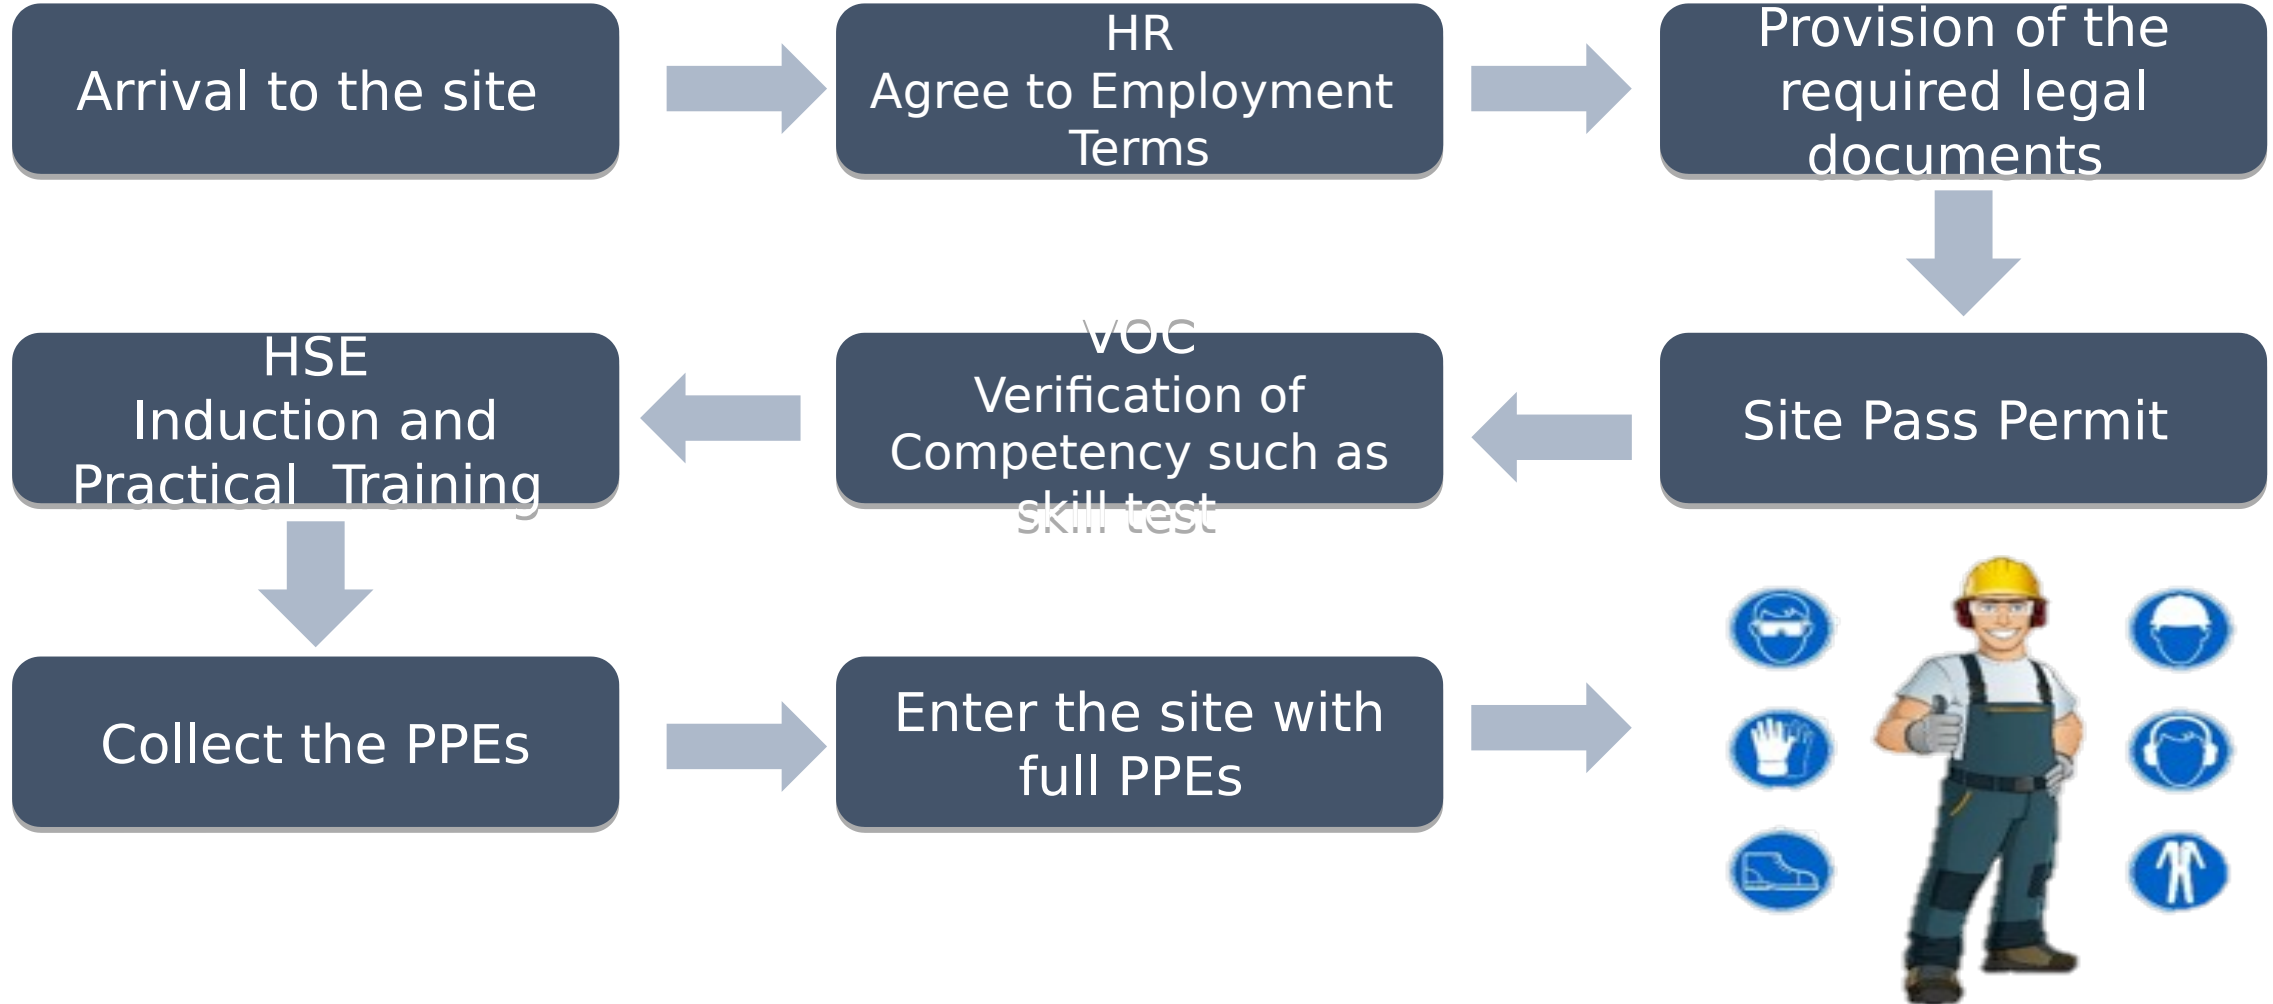 Arrival to the site
HR
Agree to Employment
Terms
Provision of the
required legal
documents
Site Pass Permit
VOC
Verification of
Competency such as
skill test
HSE
Induction and
Practical  Training
Collect the PPEs
Enter the site with
full PPEs